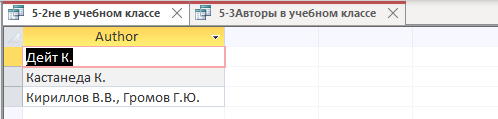 5-2не в учебном классе
5-3Авторы в учебном классе
Author
Дейт К.
Кастанеда К.
Кириллов В.В., Громов Г.Ю.